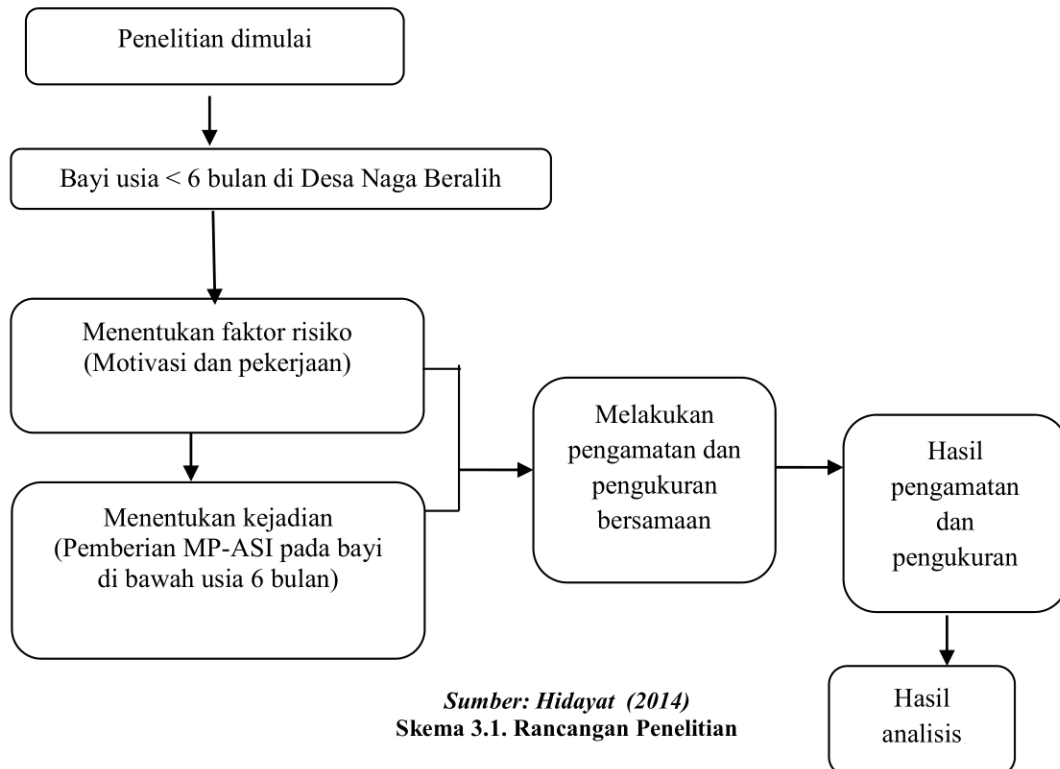 Penelitian dimulai
Bayi usia < 6 bulan di Desa Naga Beralih
Menentukan faktor risiko
(Motivasi dan pekerjaan)
Menentukan kejadian
(Pemberian MP-ASI pada bayi
di bawah usia 6 bulan)
Melakukan
pengamatan dan
pengukuran
bersamaan
Hasil
pengamatan
dan
pengukuran
Hasil
analisis
Sumber: Hidayat (2014)
Skema 3.1. Rancangan Penelitian